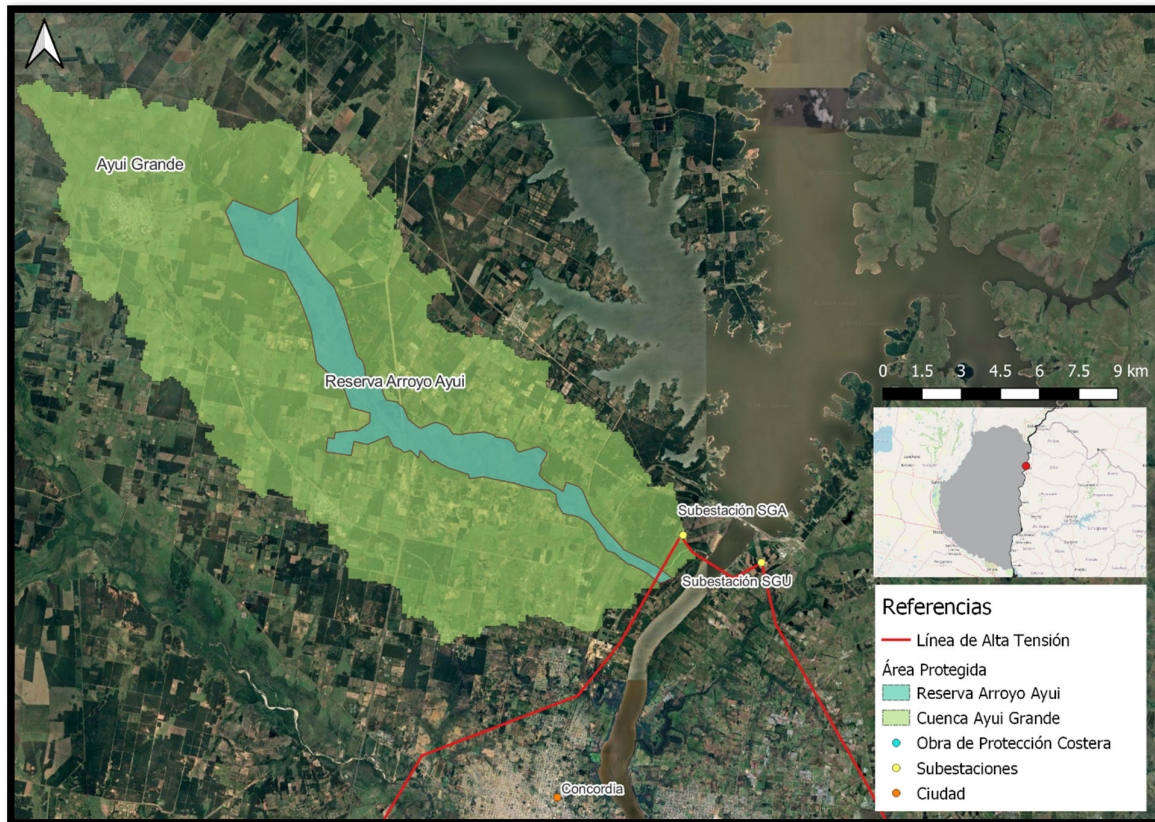 Ayui Grande
Reserva Arroyo Ayui
Subestación SGA
Subestación SGU
Concordia
0 1.5 3 4.5 6 7.5 9 km
Referencias
Línea de Alta Tensión
Área Protegida
Reserva Arroyo Ayui
Cuenca Ayui Grande
Obra de Protección Costera
Subestaciones
Ciudad